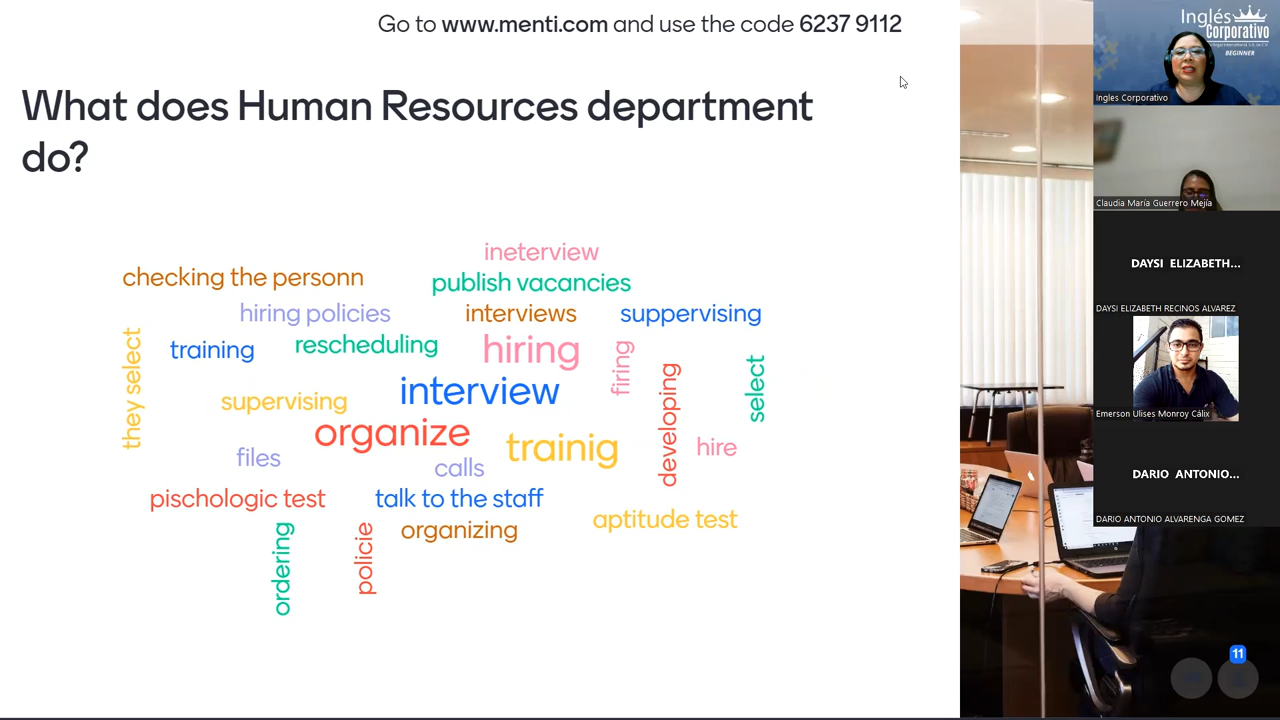 Go to www.menti.com and use the code 6237 9112
What does Human Resources department
do?
ineterview
checking the personn
publish vacancies
hiring policies
interviews
suppervising
training
rescheduling
hiring
firing
they select
select
interview
supervising
developing
organize
trainig
hire
files
calls
pischologic test
talk to the staff
aptitude test
organizing
ordering
policie
Inglés
Corporativo
BEGINNER
Ingles Corporativo
Claudia María Guerrero Mejía
DAYSI ELIZABETH...
DAYSI ELIZABETH RECINOS ALVAREZ
Emerson Ulises Monroy Cálix
DARIO ANTONIO...
DARIO ANTONIO ALVARENGA GOMEZ
11